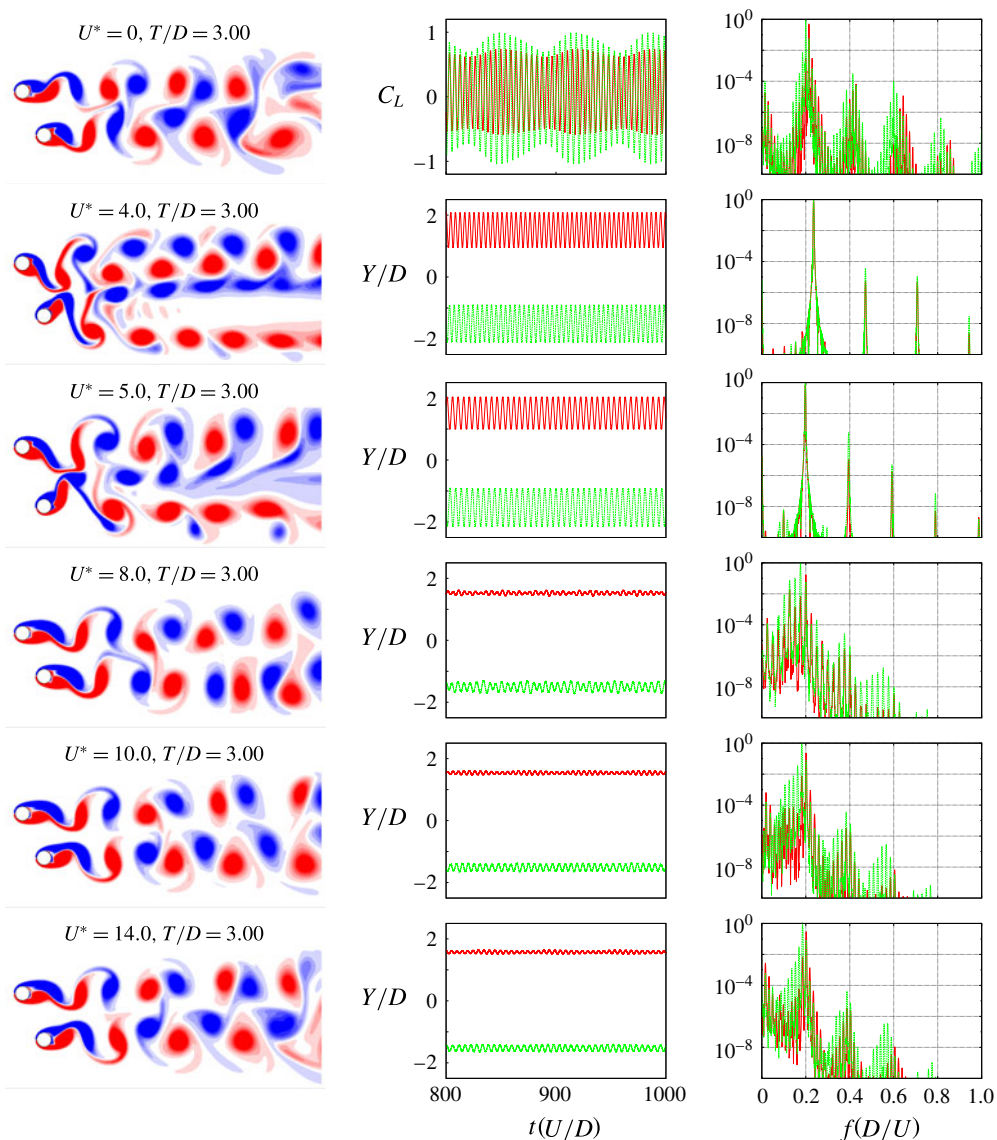 U* = 0, T/D = 3.00
1
C_L
0
−1
10^0
10^−4
10^−8
U* = 4.0, T/D = 3.00
2
Y/D
0
−2
10^0
10^−4
10^−8
U* = 5.0, T/D = 3.00
2
Y/D
0
−2
10^0
10^−4
10^−8
U* = 8.0, T/D = 3.00
2
Y/D
0
−2
10^0
10^−4
10^−8
U* = 10.0, T/D = 3.00
2
Y/D
0
−2
10^0
10^−4
10^−8
U* = 14.0, T/D = 3.00
2
Y/D
0
−2
10^0
10^−4
10^−8
800 900 1000
t(U/D)
0 0.2 0.4 0.6 0.8 1.0
f(D/U)